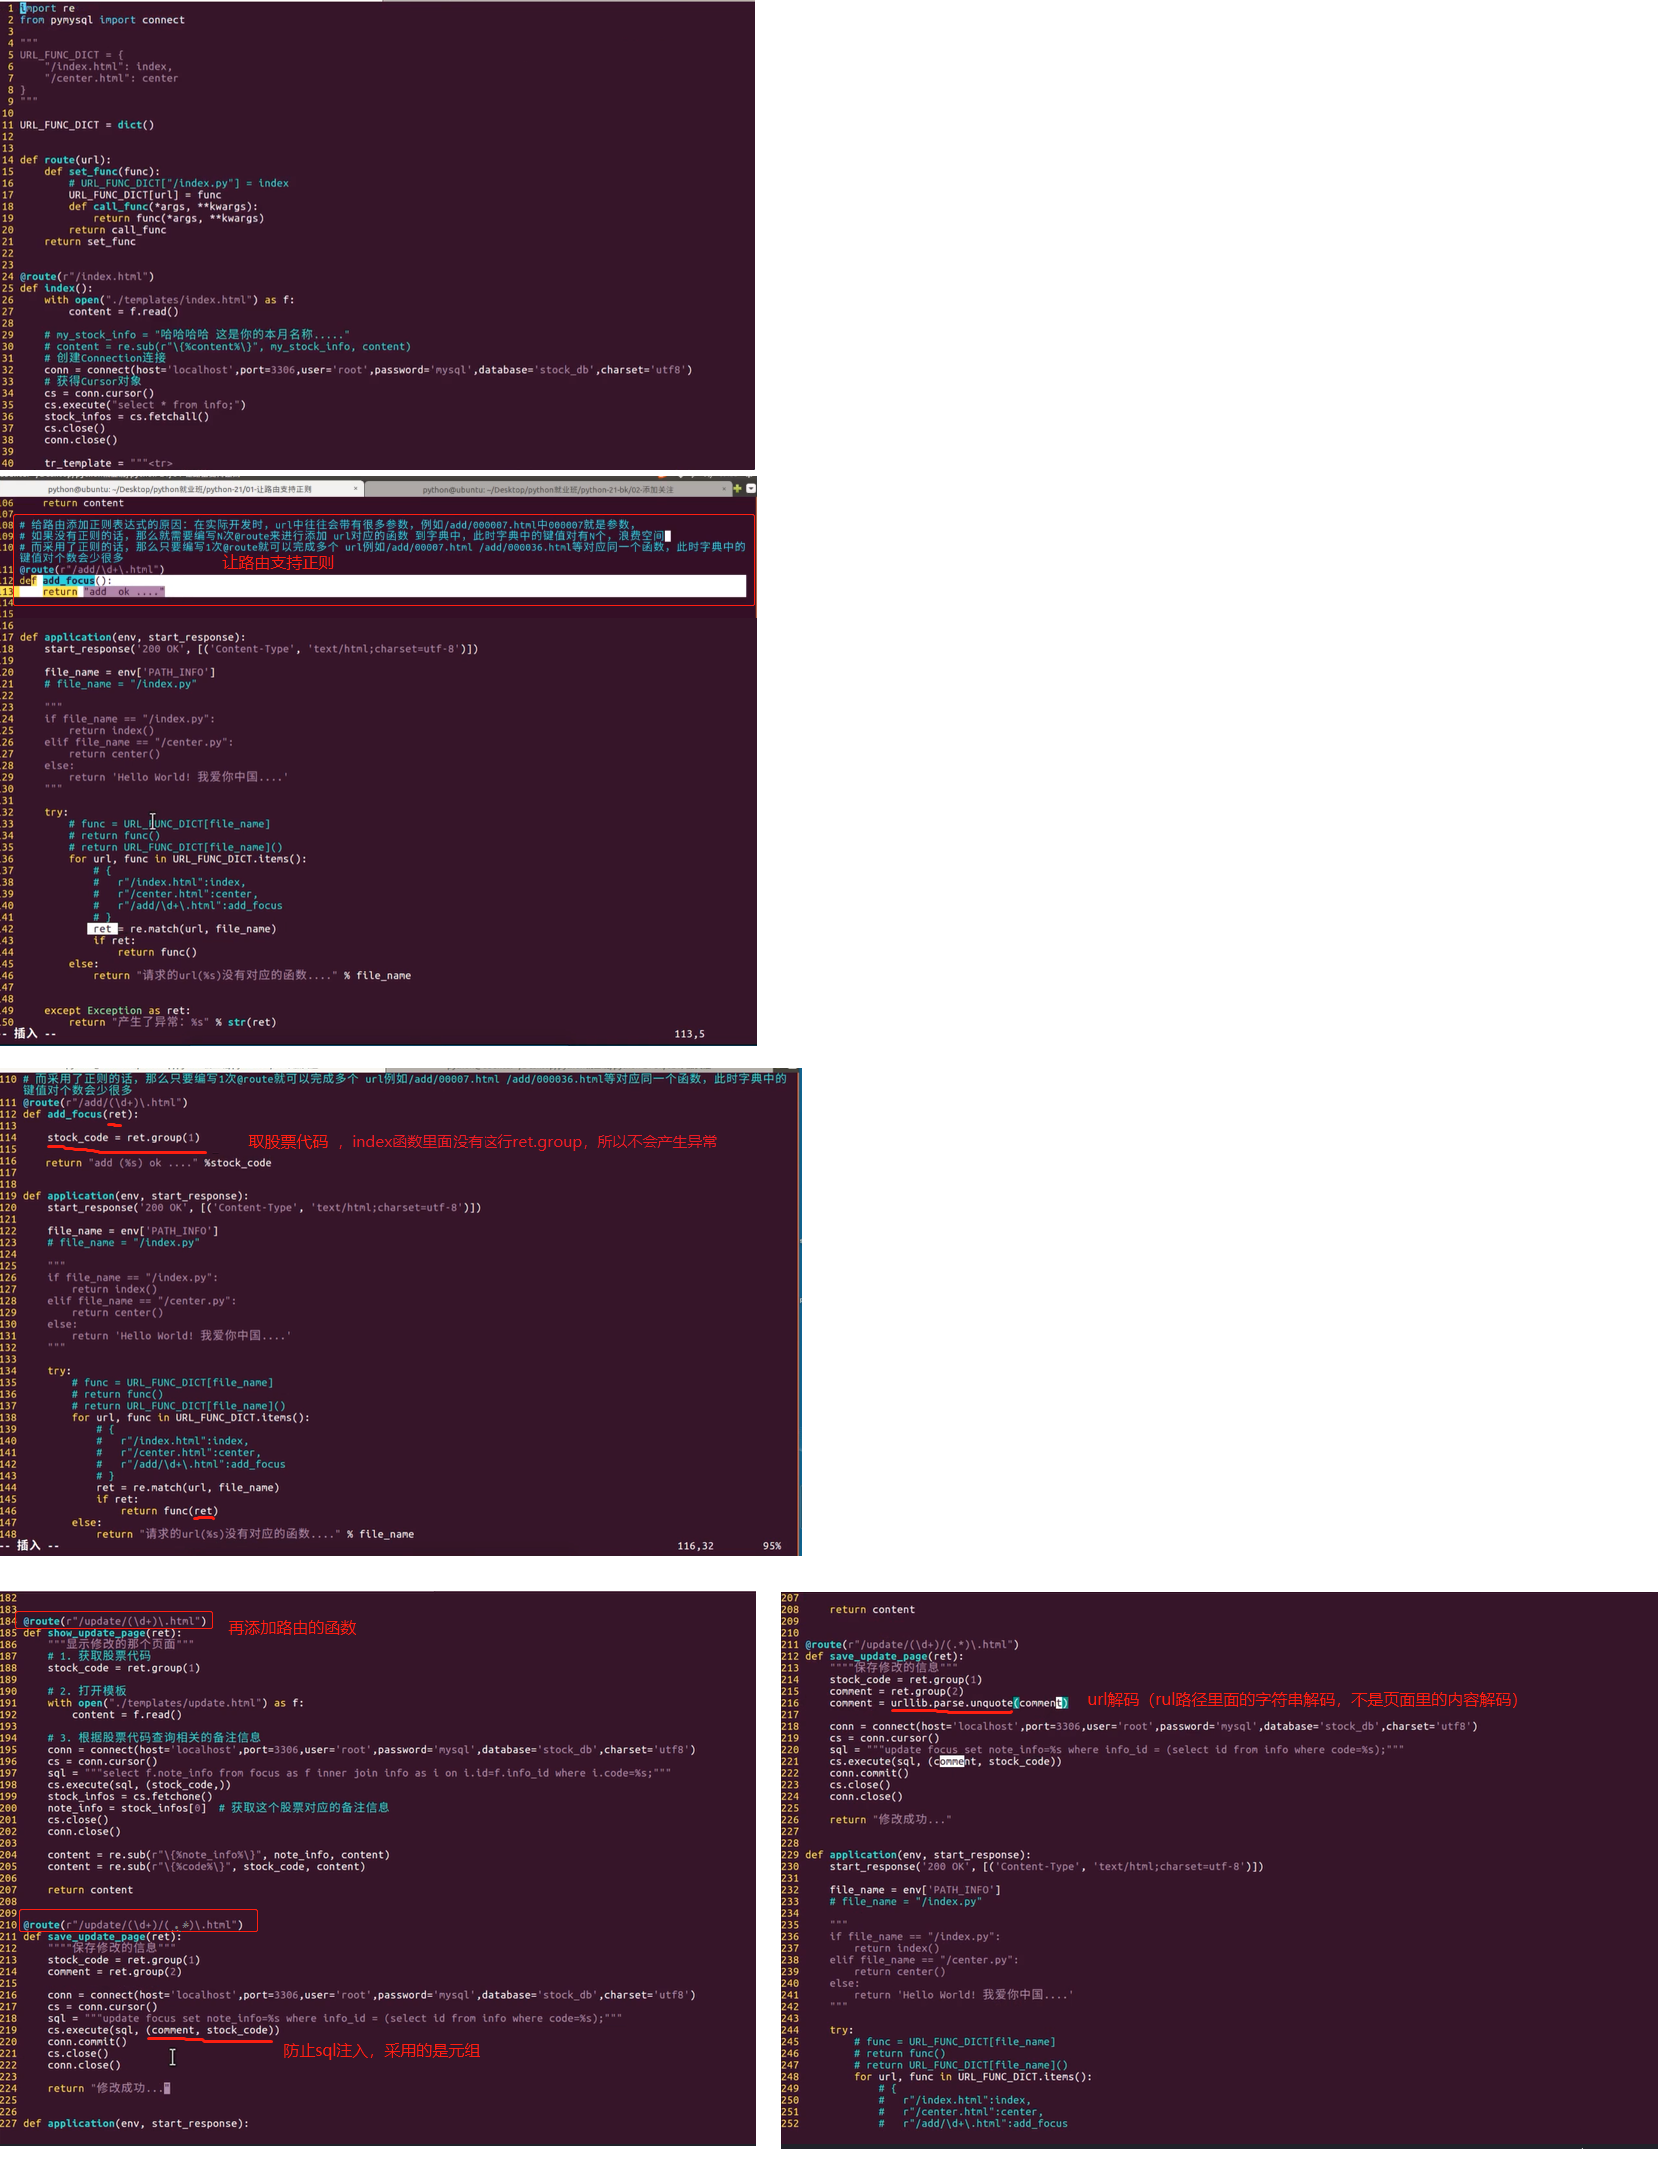 1 import re
2 from pymysql import connect
3
4 """
5 URL_FUNC_DICT = {
6     "/index.html": index,
7     "/center.html": center
8 }
9 """
10
11 URL_FUNC_DICT = dict()
12
13
14 def route(url):
15     def set_func(func):
16         # URL_FUNC_DICT["/index.py"] = index
17         URL_FUNC_DICT[url] = func
18         def call_func(*args, **kwargs):
19             return func(*args, **kwargs)
20         return call_func
21     return set_func
22
23
24 @route(r"/index.html")
25 def index():
26     with open("./templates/index.html") as f:
27         content = f.read()
28
29     # my_stock_info = "哈哈哈哈 这是你的本月名称....."
30     # content = re.sub(r"\{%content%\}", my_stock_info, content)
31     # 创建Connection连接
32     conn = connect(host='localhost',port=3306,user='root',password='mysql',database='stock_db',charset='utf8')
33     # 获得Cursor对象
34     cs = conn.cursor()
35     cs.execute("select * from info;")
36     stock_infos = cs.fetchall()
37     cs.close()
38     conn.close()
39
40     tr_template = """<tr>
python@ubuntu: ~/Desktop/python就业班/python-21/01-让路由支持正则 × python@ubuntu: ~/Desktop/python就业班/python-21-bk/02-添加关注 ×
06     return content
07
08 # 给路由添加正则表达式的原因：在实际开发时，url中往往会带有很多参数，例如/add/000007.html中000007就是参数，
09 # 如果没有正则的话，那么就需要编写N次@route来进行添加 url对应的函数 到字典中，此时字典中的键值对有N个，浪费空间
10 # 而采用了正则的话，那么只要编写1次@route就可以完成多个 url例如/add/00007.html /add/000036.html等对应同一个函数，此时字典中的
键值对个数会少很多
让路由支持正则
11 @route(r"/add/\d+\.html")
12 def add_focus():
13     return "add  ok ...."
14
15
16
17 def application(env, start_response):
18     start_response('200 OK', [('Content-Type', 'text/html;charset=utf-8')])
19
20     file_name = env['PATH_INFO']
21     # file_name = "/index.py"
22
23     """
24     if file_name == "/index.py":
25         return index()
26     elif file_name == "/center.py":
27         return center()
28     else:
29         return 'Hello World! 我爱你中国....'
30     """
31
32     try:
33         # func = URL_FUNC_DICT[file_name]
34         # return func()
35         # return URL_FUNC_DICT[file_name]()
36         for url, func in URL_FUNC_DICT.items():
37             # {
38             #   r"/index.html":index,
39             #   r"/center.html":center,
40             #   r"/add/\d+\.html":add_focus
41             # }
42             ret = re.match(url, file_name)
43             if ret:
44                 return func()
45         else:
46             return "请求的url(%s)没有对应的函数...." % file_name
47
48
49     except Exception as ret:
50         return "产生了异常: %s" % str(ret)
-- 插入 -- 113,5
110 # 而采用了正则的话，那么只要编写1次@route就可以完成多个 url例如/add/00007.html /add/000036.html等对应同一个函数，此时字典中的
键值对个数会少很多
111 @route(r"/add/(\d+)\.html")
112 def add_focus(ret):
113
114     stock_code = ret.group(1) 取股票代码 ，index函数里面没有这行ret.group，所以不会产生异常
115
116     return "add (%s) ok ...." %stock_code
117
118
119 def application(env, start_response):
120     start_response('200 OK', [('Content-Type', 'text/html;charset=utf-8')])
121
122     file_name = env['PATH_INFO']
123     # file_name = "/index.py"
124
125     """
126     if file_name == "/index.py":
127         return index()
128     elif file_name == "/center.py":
129         return center()
130     else:
131         return 'Hello World! 我爱你中国....'
132     """
133
134     try:
135         # func = URL_FUNC_DICT[file_name]
136         # return func()
137         # return URL_FUNC_DICT[file_name]()
138         for url, func in URL_FUNC_DICT.items():
139             # {
140             #   r"/index.html":index,
141             #   r"/center.html":center,
142             #   r"/add/\d+\.html":add_focus
143             # }
144             ret = re.match(url, file_name)
145             if ret:
146                 return func(ret)
147         else:
148             return "请求的url(%s)没有对应的函数...." % file_name
-- 插入 -- 116,32 95%
182
183
184 @route(r"/update/(\d+)\.html") 再添加路由的函数
185 def show_update_page(ret):
186     """显示修改的那个页面"""
187     # 1. 获取股票代码
188     stock_code = ret.group(1)
189
190     # 2. 打开模板
191     with open("./templates/update.html") as f:
192         content = f.read()
193
194     # 3. 根据股票代码查询相关的备注信息
195     conn = connect(host='localhost',port=3306,user='root',password='mysql',database='stock_db',charset='utf8')
196     cs = conn.cursor()
197     sql = """select f.note_info from focus as f inner join info as i on i.id=f.info_id where i.code=%s;"""
198     cs.execute(sql, (stock_code,))
199     stock_infos = cs.fetchone()
200     note_info = stock_infos[0]  # 获取这个股票对应的备注信息
201     cs.close()
202     conn.close()
203
204     content = re.sub(r"\{%note_info%\}", note_info, content)
205     content = re.sub(r"\{%code%\}", stock_code, content)
206
207     return content
208
209
210 @route(r"/update/(\d+)/(.*)\.html")
211 def save_update_page(ret):
212     """"保存修改的信息"""
213     stock_code = ret.group(1)
214     comment = ret.group(2)
215
216     conn = connect(host='localhost',port=3306,user='root',password='mysql',database='stock_db',charset='utf8')
217     cs = conn.cursor()
218     sql = """update focus set note_info=%s where info_id = (select id from info where code=%s);"""
219     cs.execute(sql, (comment, stock_code))
220     conn.commit()
221     cs.close() 防止sql注入，采用的是元组
222     conn.close()
223
224     return "修改成功..."
225
226
227 def application(env, start_response):
207
208     return content
209
210
211 @route(r"/update/(\d+)/(.*)\.html")
212 def save_update_page(ret):
213     """"保存修改的信息"""
214     stock_code = ret.group(1)
215     comment = ret.group(2)
216     comment = urllib.parse.unquote(comment) url解码（rul路径里面的字符串解码，不是页面里的内容解码）
217
218     conn = connect(host='localhost',port=3306,user='root',password='mysql',database='stock_db',charset='utf8')
219     cs = conn.cursor()
220     sql = """update focus set note_info=%s where info_id = (select id from info where code=%s);"""
221     cs.execute(sql, (comment, stock_code))
222     conn.commit()
223     cs.close()
224     conn.close()
225
226     return "修改成功..."
227
228
229 def application(env, start_response):
230     start_response('200 OK', [('Content-Type', 'text/html;charset=utf-8')])
231
232     file_name = env['PATH_INFO']
233     # file_name = "/index.py"
234
235     """
236     if file_name == "/index.py":
237         return index()
238     elif file_name == "/center.py":
239         return center()
240     else:
241         return 'Hello World! 我爱你中国....'
242     """
243
244     try:
245         # func = URL_FUNC_DICT[file_name]
246         # return func()
247         # return URL_FUNC_DICT[file_name]()
248         for url, func in URL_FUNC_DICT.items():
249             # {
250             #   r"/index.html":index,
251             #   r"/center.html":center,
252             #   r"/add/\d+\.html":add_focus